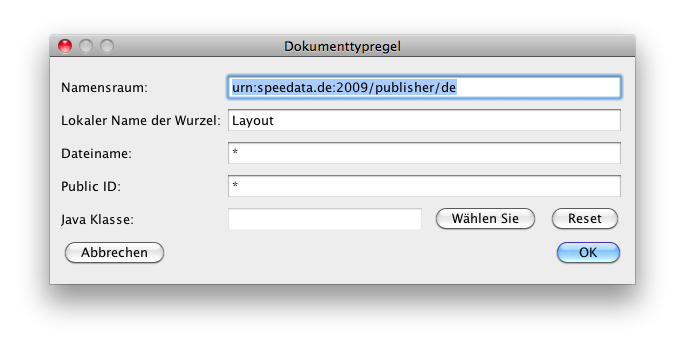 Dokumenttypregel
Namensraum: urn:speedata.de:2009/publisher/de
Lokaler Name der Wurzel: Layout
Dateiname: *
Public ID: *
Java Klasse: Wählen Sie Reset
Abbrechen OK